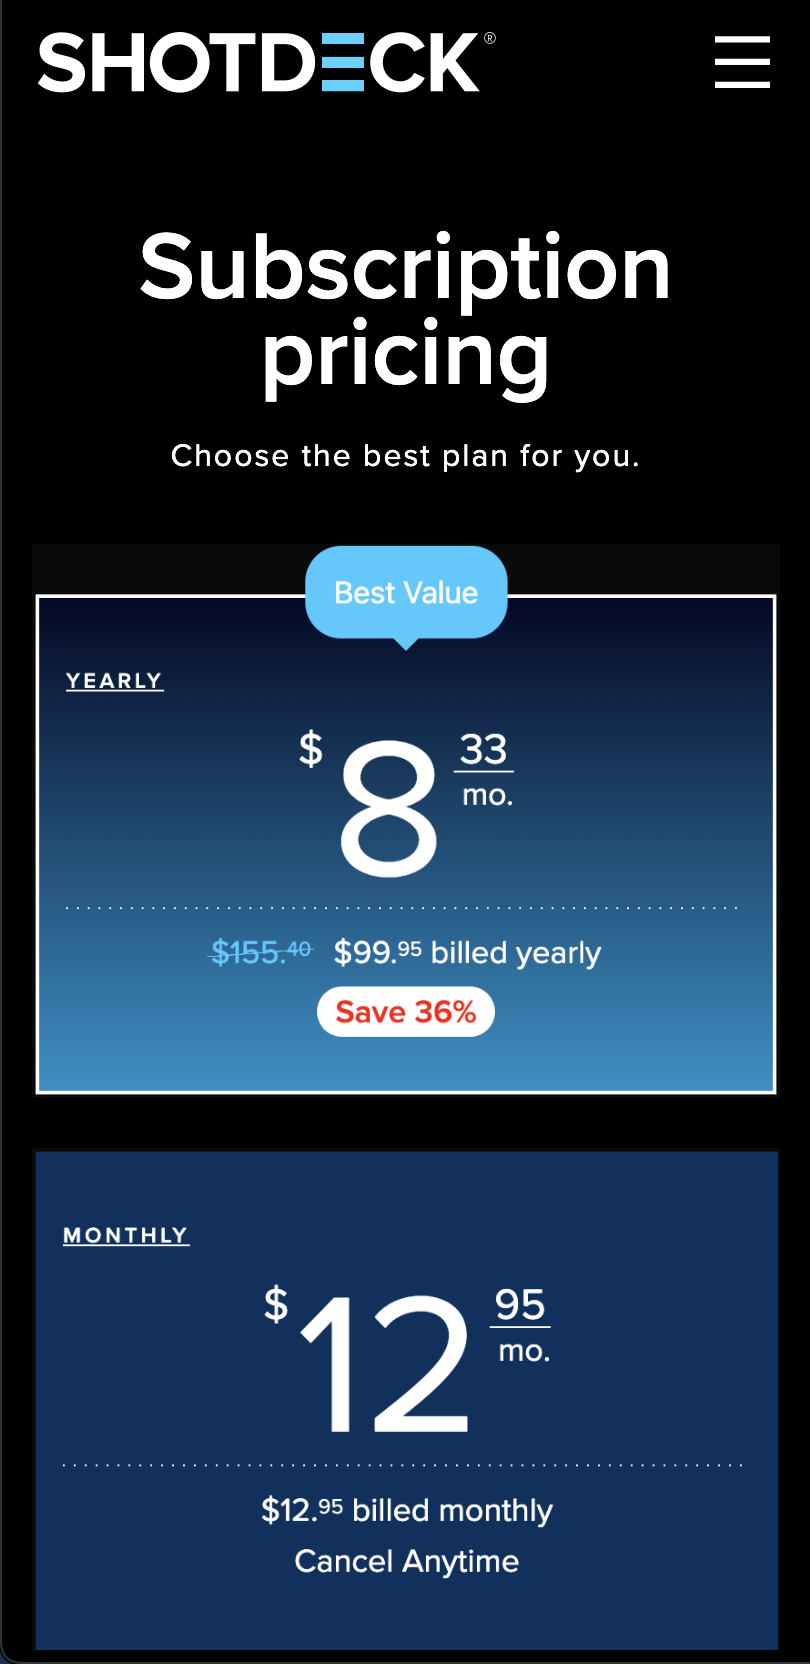 SHOTDECK®
Subscription
pricing
Choose the best plan for you.
Best Value
YEARLY
$8 33
mo.
$155.40 $99.95 billed yearly
Save 36%
MONTHLY
$12 95
mo.
$12.95 billed monthly
Cancel Anytime